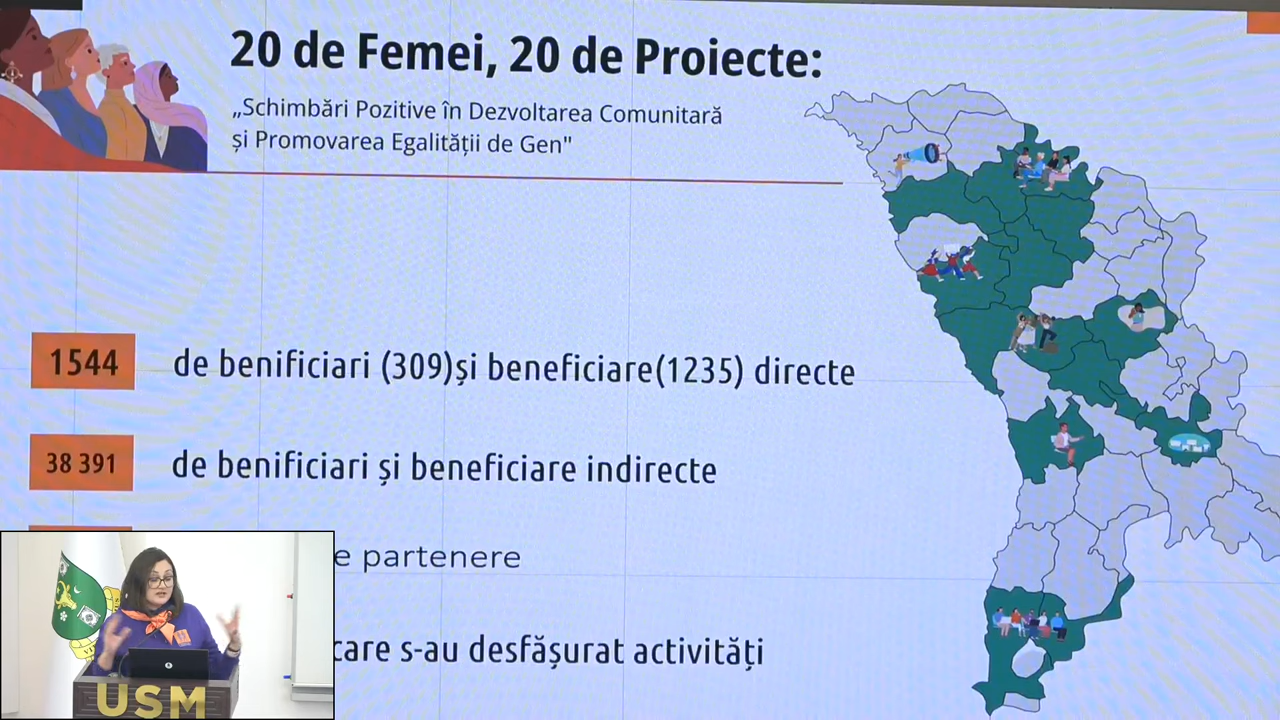 20 de Femei, 20 de Proiecte:
„Schimbări Pozitive în Dezvoltarea Comunitară
și Promovarea Egalității de Gen"
1544 de benificiari (309)și beneficiare(1235) directe
38 391 de benificiari și beneficiare indirecte
e partenere
care s-au desfășurat activități
USM